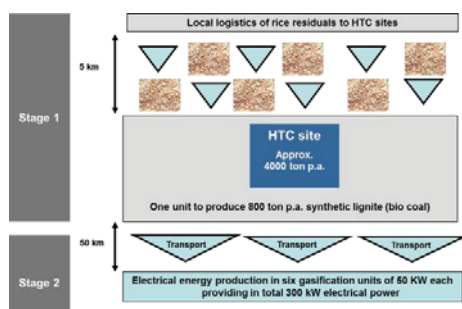 Local logistics of rice residuals to HTC sites
5 km
Stage 1
HTC site
Approx.
4000 ton p.a.
One unit to produce 800 ton p.a. synthetic lignite (bio coal)
50 km
Transport Transport Transport
Stage 2
Electrical energy production in six gasification units of 50 KW each
providing in total 300 kW electrical power